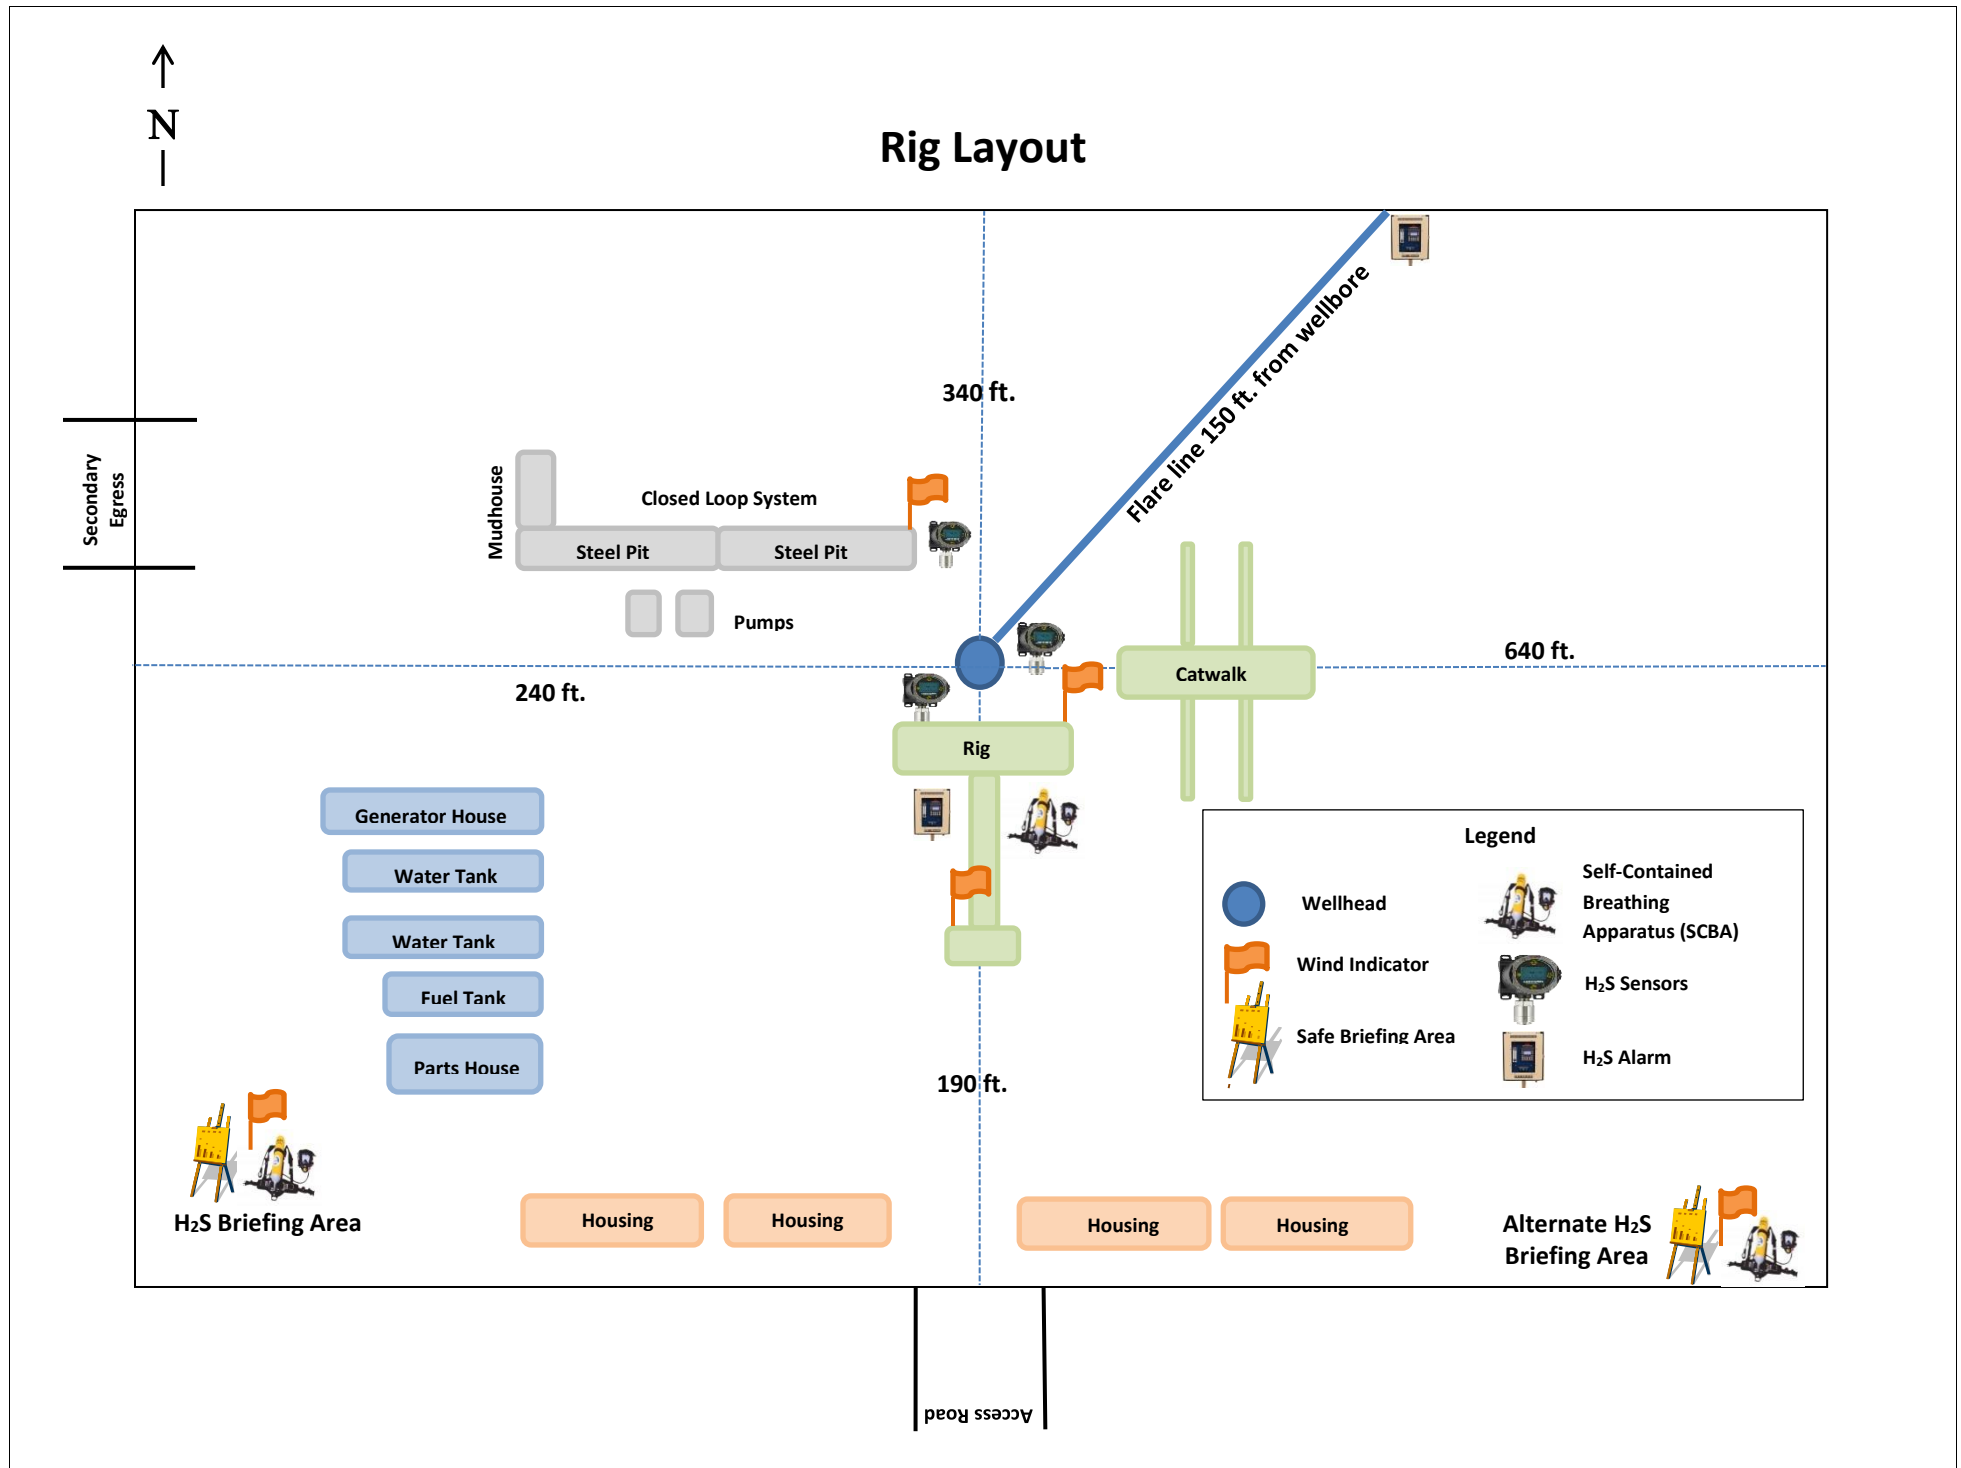 N
Rig Layout
Flare line 150 ft. from wellbore
340 ft.
Secondary
Egress
Mudhouse
Closed Loop System
Steel Pit
Steel Pit
Pumps
640 ft.
240 ft.
Catwalk
Rig
Generator House
Water Tank
Water Tank
Fuel Tank
Parts House
Legend
Wellhead
Wind Indicator
Safe Briefing Area
Self-Contained
Breathing
Apparatus (SCBA)
H2S Sensors
H2S Alarm
190 ft.
H2S Briefing Area
Housing
Housing
Housing
Housing
Alternate H2S
Briefing Area
Access Road